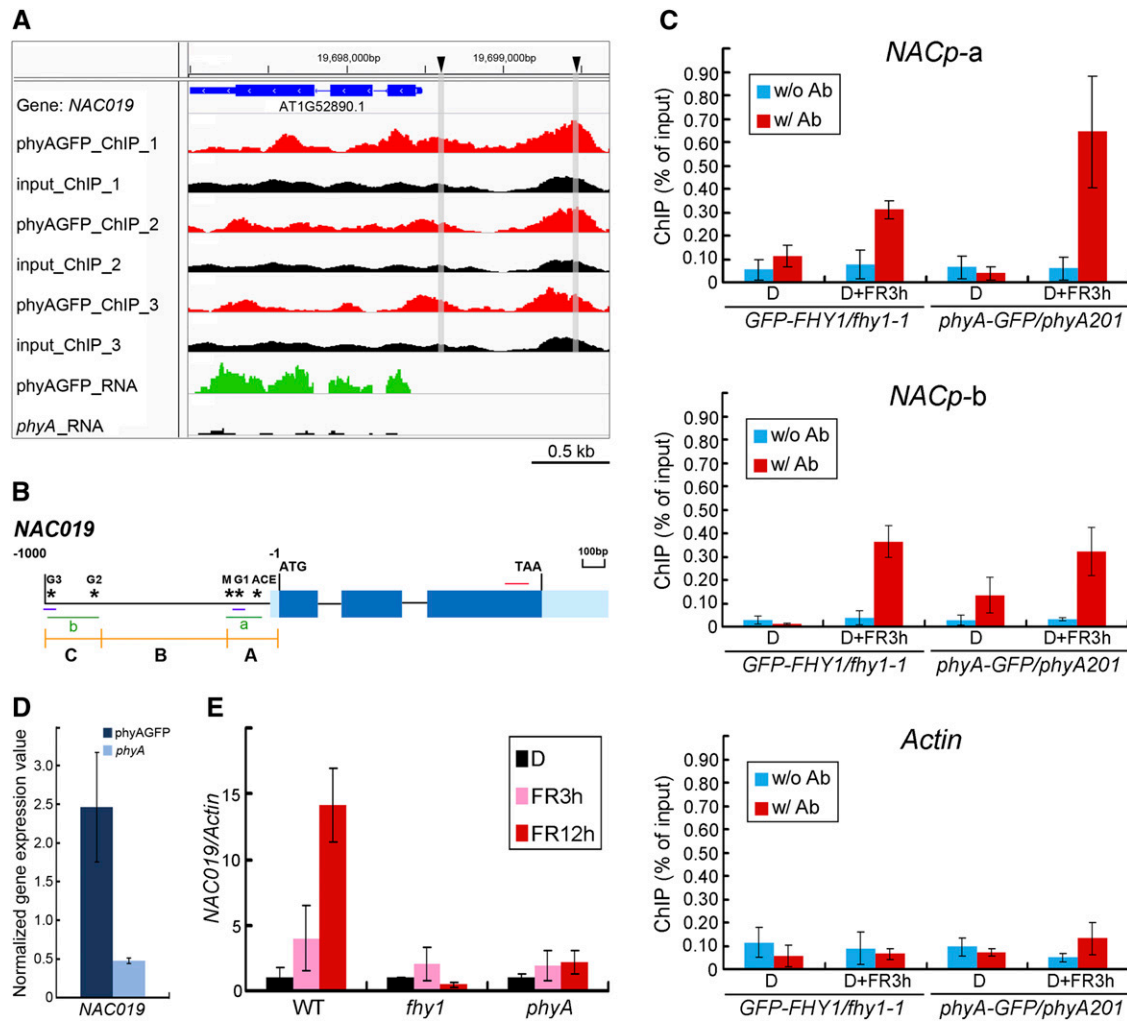 A
19,698,000bp 19,699,000bp
Gene: NAC019
AT1G52890.1
phyAGFP_ChIP_1
input_ChIP_1
phyAGFP_ChIP_2
input_ChIP_2
phyAGFP_ChIP_3
input_ChIP_3
phyAGFP_RNA
phyA_RNA
0.5 kb
B
NAC019
-1000 -1 ATG TAA 100bp
G3 G2 M G1 ACE
* * ** *
b a
C B A
C
NACp-a
w/o Ab
w/ Ab
ChIP (% of input)
0.90
0.80
0.70
0.60
0.50
0.40
0.30
0.20
0.10
0
D D+FR3h D D+FR3h
GFP-FHY1/fhy1-1 phyA-GFP/phyA201
NACp-b
w/o Ab
w/ Ab
ChIP (% of input)
0.90
0.80
0.70
0.60
0.50
0.40
0.30
0.20
0.10
0
D D+FR3h D D+FR3h
GFP-FHY1/fhy1-1 phyA-GFP/phyA201
Actin
w/o Ab
w/ Ab
ChIP (% of input)
0.90
0.80
0.70
0.60
0.50
0.40
0.30
0.20
0.10
0
D D+FR3h D D+FR3h
GFP-FHY1/fhy1-1 phyA-GFP/phyA201
D
phyAGFP
phyA
Normalized gene expression value
3.0
2.5
2.0
1.5
1.0
0.5
0
NAC019
E
D
FR3h
FR12h
NAC019/Actin
15
10
5
0
WT fhy1 phyA